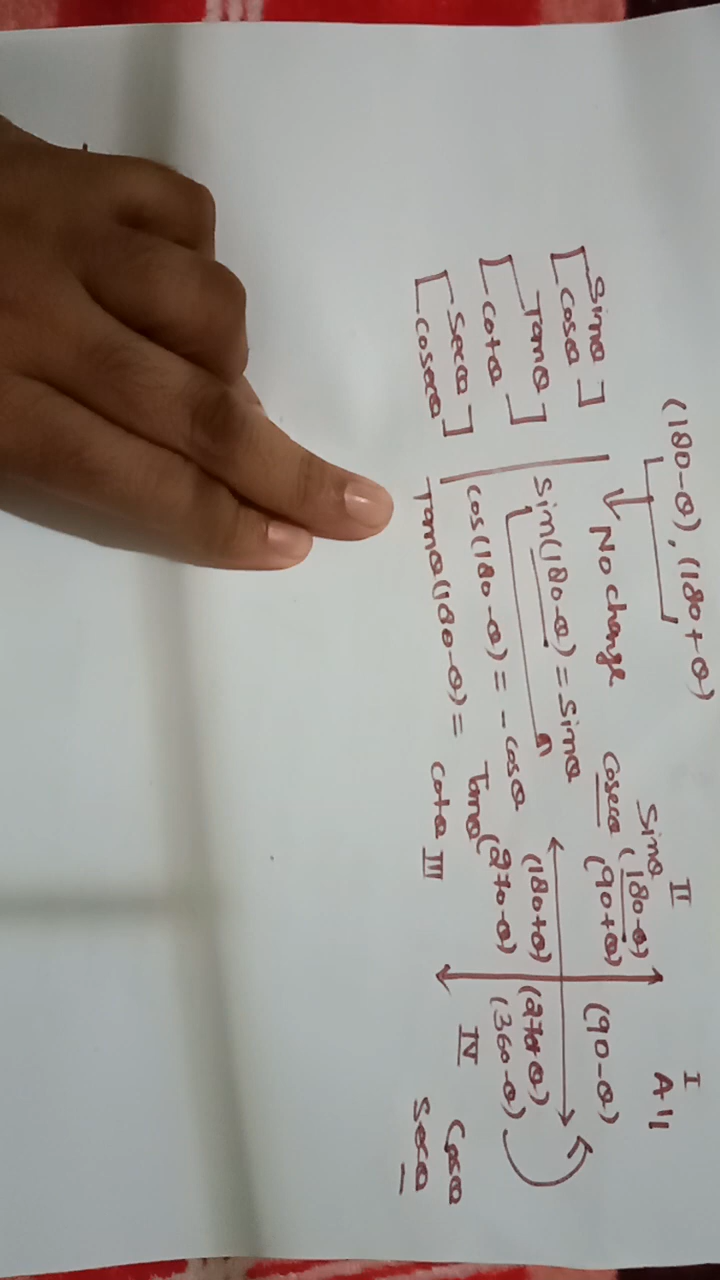 (180-θ), (180+θ)
No change
[Sinθ
Cosθ]
[Tanθ
Cotθ]
[Secθ
Cosecθ]
Sin(180-θ) = Sinθ
Cos(180-θ) = - Cosθ
Tanθ(180-θ) =
II
Sinθ
Cosecθ
(180-θ)
(90+θ)
I
All
(90-θ)
(180+θ)
(270-θ)
Tanθ
Cotθ
III
(270+θ)
(360-θ)
IV
Cosθ
Secθ